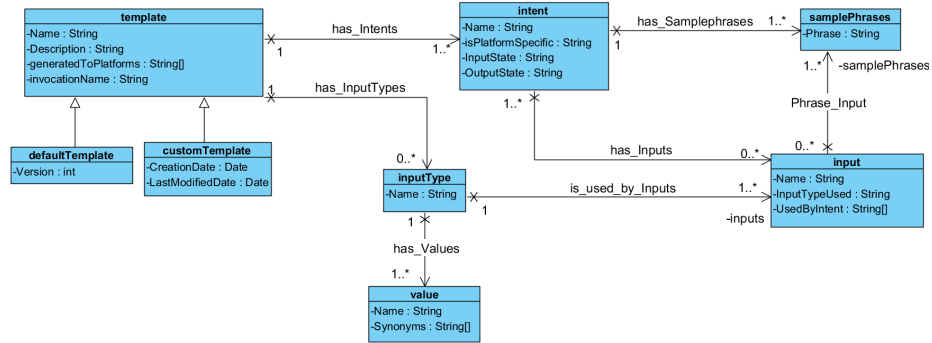 template
-Name : String
-Description : String
-generatedToPlatforms : String[]
-invocationName : String
has_Intents
1
1..*
intent
-Name : String
-isPlatformSpecific : String
-InputState : String
-OutputState : String
has_Samplephrases
1
1..*
samplePhrases
-Phrase : String
1..*
-samplePhrases
Phrase_Input
0..*
1
has_InputTypes
0..*
1..*
has_Inputs
0..*
defaultTemplate
-Version : int
customTemplate
-CreationDate : Date
-LastModifiedDate : Date
inputType
-Name : String
is_used_by_Inputs
1
1..*
-inputs
input
-Name : String
-InputTypeUsed : String
-UsedByIntent : String[]
1
has_Values
1..*
value
-Name : String
-Synonyms : String[]